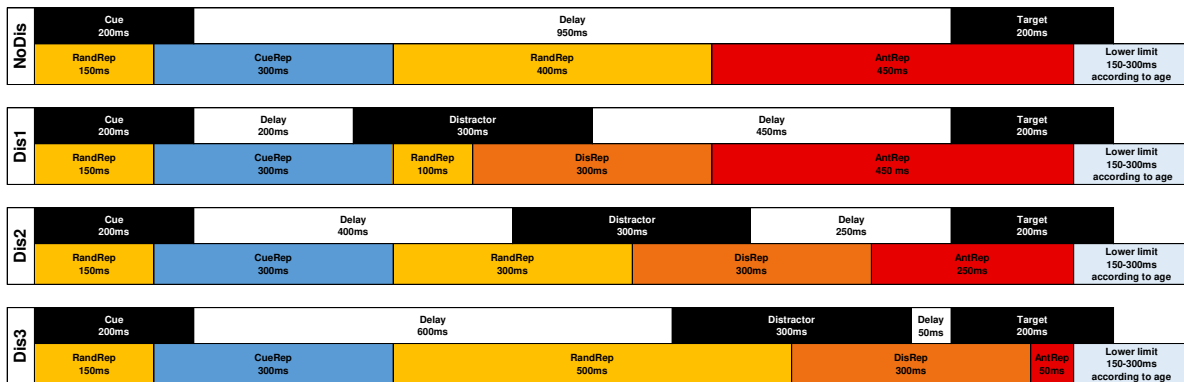 NoDis
Cue
200ms
Delay
950ms
Target
200ms
RandRep
150ms
CueRep
300ms
RandRep
400ms
AntRep
450ms
Lower limit
150-300ms
according to age
Dis1
Cue
200ms
Delay
200ms
Distractor
300ms
Delay
450ms
Target
200ms
RandRep
150ms
CueRep
300ms
RandRep
100ms
DisRep
300ms
AntRep
450 ms
Lower limit
150-300ms
according to age
Dis2
Cue
200ms
Delay
400ms
Distractor
300ms
Delay
250ms
Target
200ms
RandRep
150ms
CueRep
300ms
RandRep
300ms
DisRep
300ms
AntRep
250ms
Lower limit
150-300ms
according to age
Dis3
Cue
200ms
Delay
600ms
Distractor
300ms
Delay
50ms
Target
200ms
RandRep
150ms
CueRep
300ms
RandRep
500ms
DisRep
300ms
AntRep
50ms
Lower limit
150-300ms
according to age